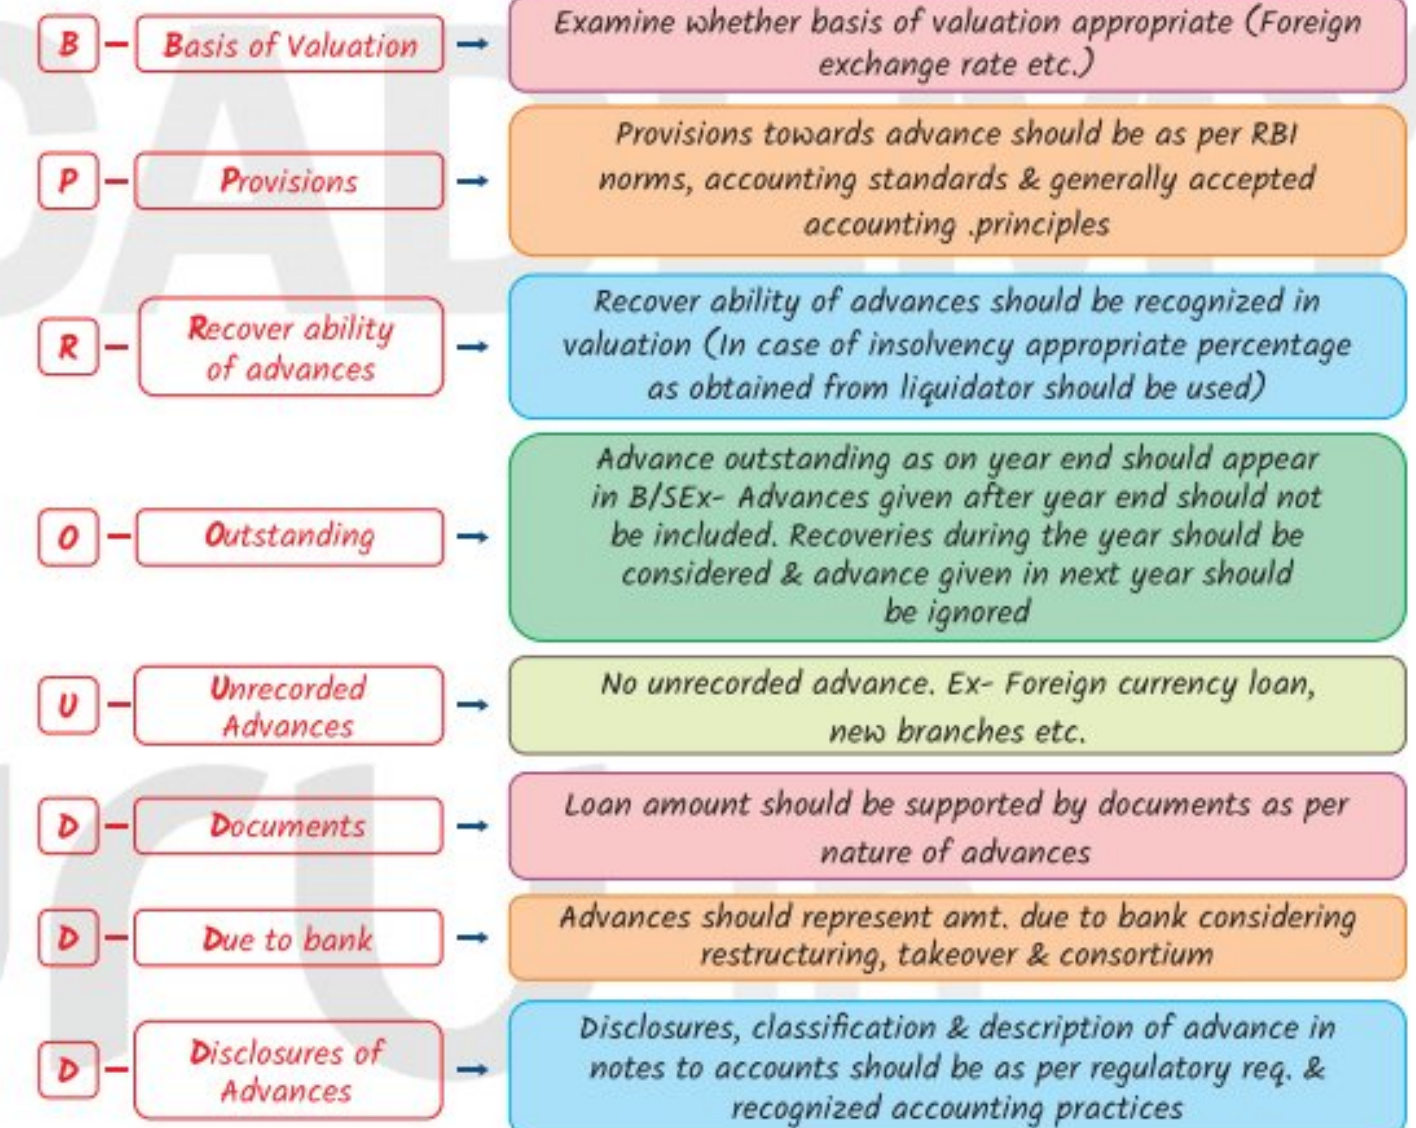 B
Basis of Valuation
Examine whether basis of valuation appropriate (Foreign
exchange rate etc.)
P
Provisions
Provisions towards advance should be as per RBI
norms, accounting standards & generally accepted
accounting .principles
R
Recover ability
of advances
Recover ability of advances should be recognized in
valuation (In case of insolvency appropriate percentage
as obtained from liquidator should be used)
O
Outstanding
Advance outstanding as on year end should appear
in B/SEx- Advances given after year end should not
be included. Recoveries during the year should be
considered & advance given in next year should
be ignored
U
Unrecorded
Advances
No unrecorded advance. Ex- Foreign currency loan,
new branches etc.
D
Documents
Loan amount should be supported by documents as per
nature of advances
D
Due to bank
Advances should represent amt. due to bank considering
restructuring, takeover & consortium
D
Disclosures of
Advances
Disclosures, classification & description of advance in
notes to accounts should be as per regulatory req. &
recognized accounting practices